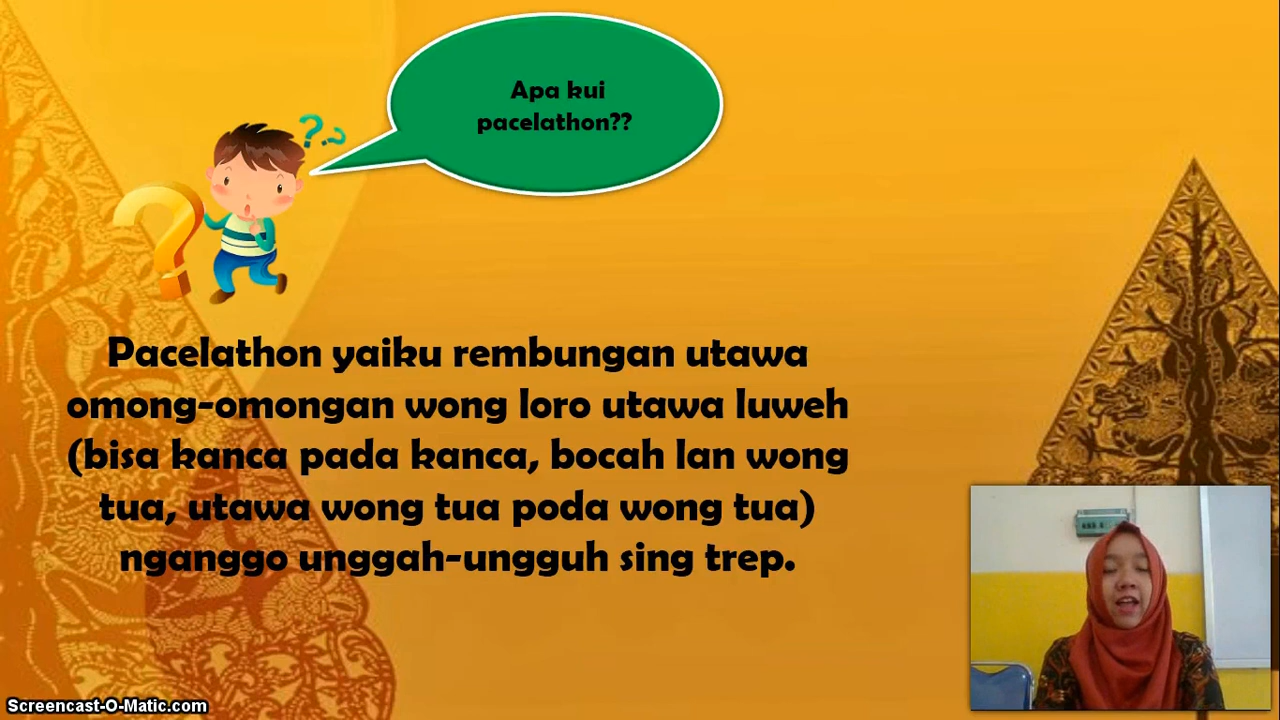 Apa kui
pacelathon??
Pacelathon yaiku rembungan utawa
omong-omongan wong loro utawa luweh
(bisa kanca pada kanca, bocah lan wong
tua, utawa wong tua poda wong tua)
nganggo unggah-ungguh sing trep.
Screencast-O-Matic.com